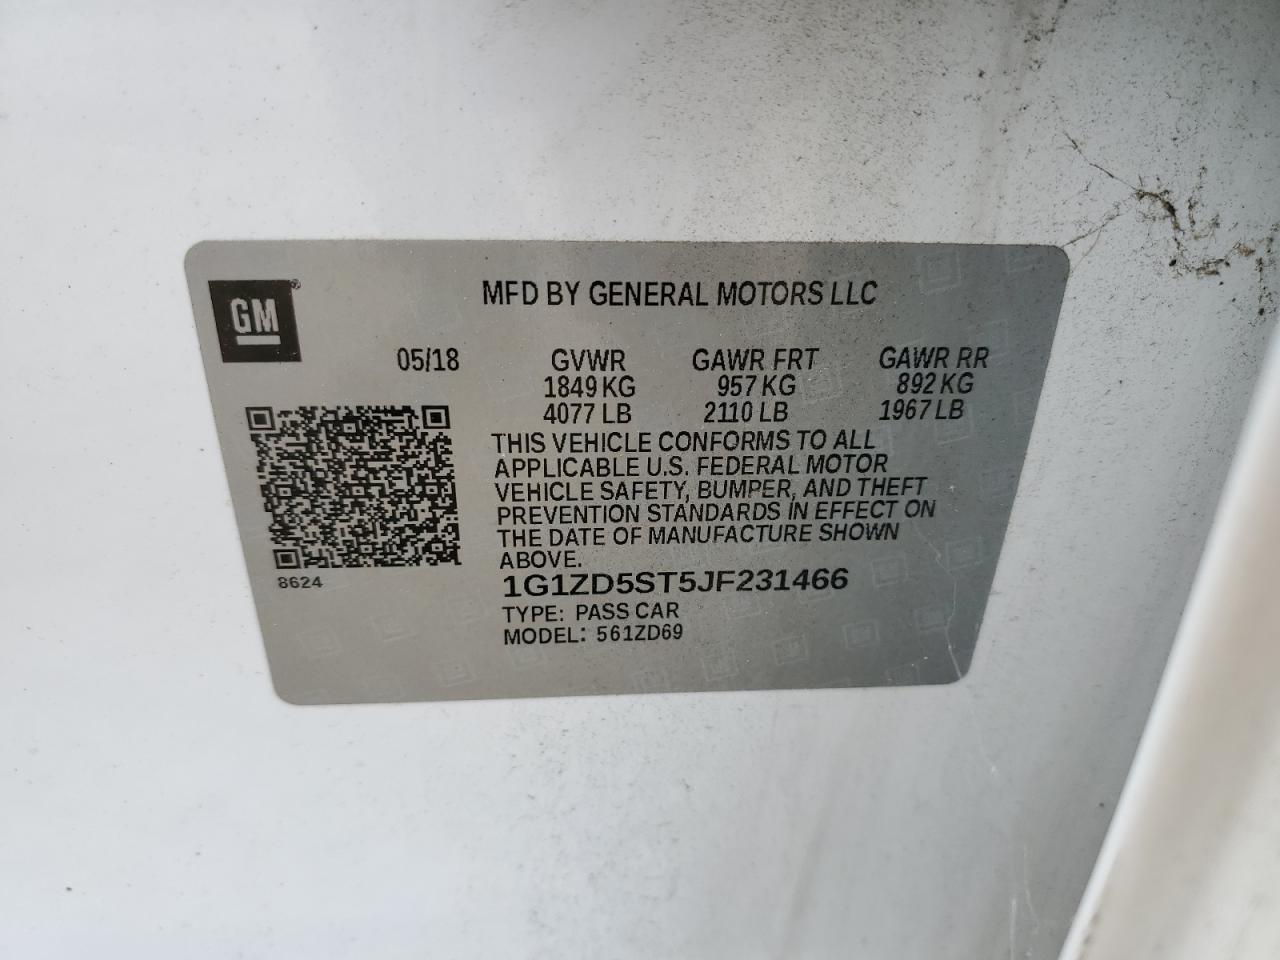 GM
MFD BY GENERAL MOTORS LLC
05/18 GVWR GAWR FRT GAWR RR
1849 KG 957 KG 892 KG
4077 LB 2110 LB 1967 LB
THIS VEHICLE CONFORMS TO ALL
APPLICABLE U.S. FEDERAL MOTOR
VEHICLE SAFETY, BUMPER, AND THEFT
PREVENTION STANDARDS IN EFFECT ON
THE DATE OF MANUFACTURE SHOWN
ABOVE.
8624
1G1ZD5ST5JF231466
TYPE: PASS CAR
MODEL: 561ZD69